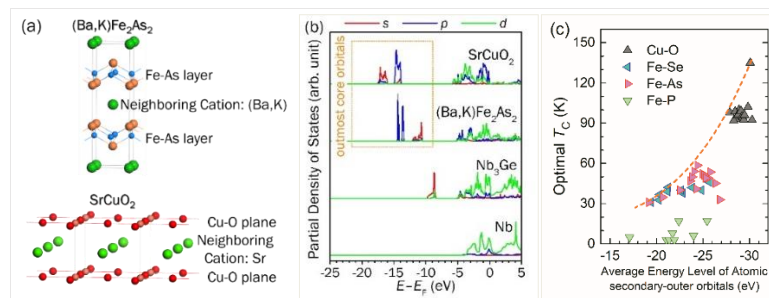 (a)
(Ba,K)Fe₂As₂
Fe-As layer
Neighboring Cation: (Ba,K)
Fe-As layer
SrCuO₂
Cu-O plane
Neighboring
Cation: Sr
Cu-O plane
(b)
s p d
Partial Density of States (arb. unit)
outmost core orbitals
SrCuO₂
(Ba,K)Fe₂As₂
Nb₃Ge
Nb
-25 -20 -15 -10 -5 0 5
E–E_F (eV)
(c)
Cu-O
Fe-Se
Fe-As
Fe-P
Optimal T_C (K)
150
120
90
60
30
0
-15 -20 -25 -30
Average Energy Level of Atomic
secondary-outer orbitals (eV)